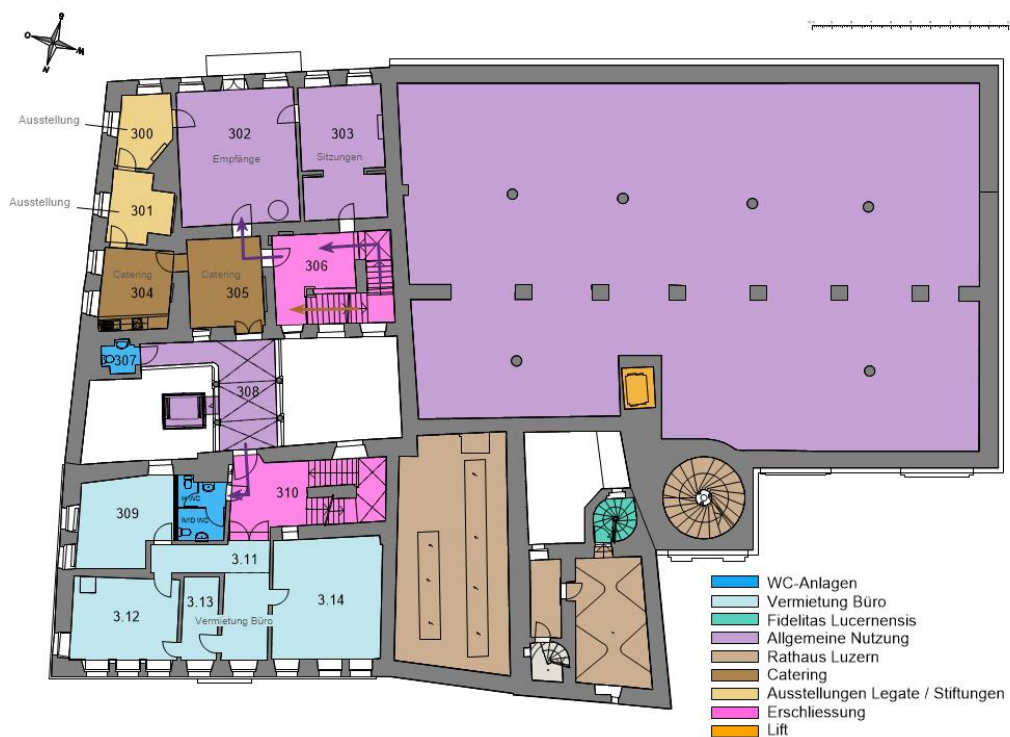 S
O
W
N
Ausstellung
300
302
Empfänge
303
Sitzungen
Ausstellung
301
Catering
304
Catering
305
306
307
308
309
H WC
310
3.11
3.12
3.13
Vermietung Büro
3.14
WC-Anlagen
Vermietung Büro
Fidelitas Lucernensis
Allgemeine Nutzung
Rathaus Luzern
Catering
Ausstellungen Legate / Stiftungen
Erschliessung
Lift